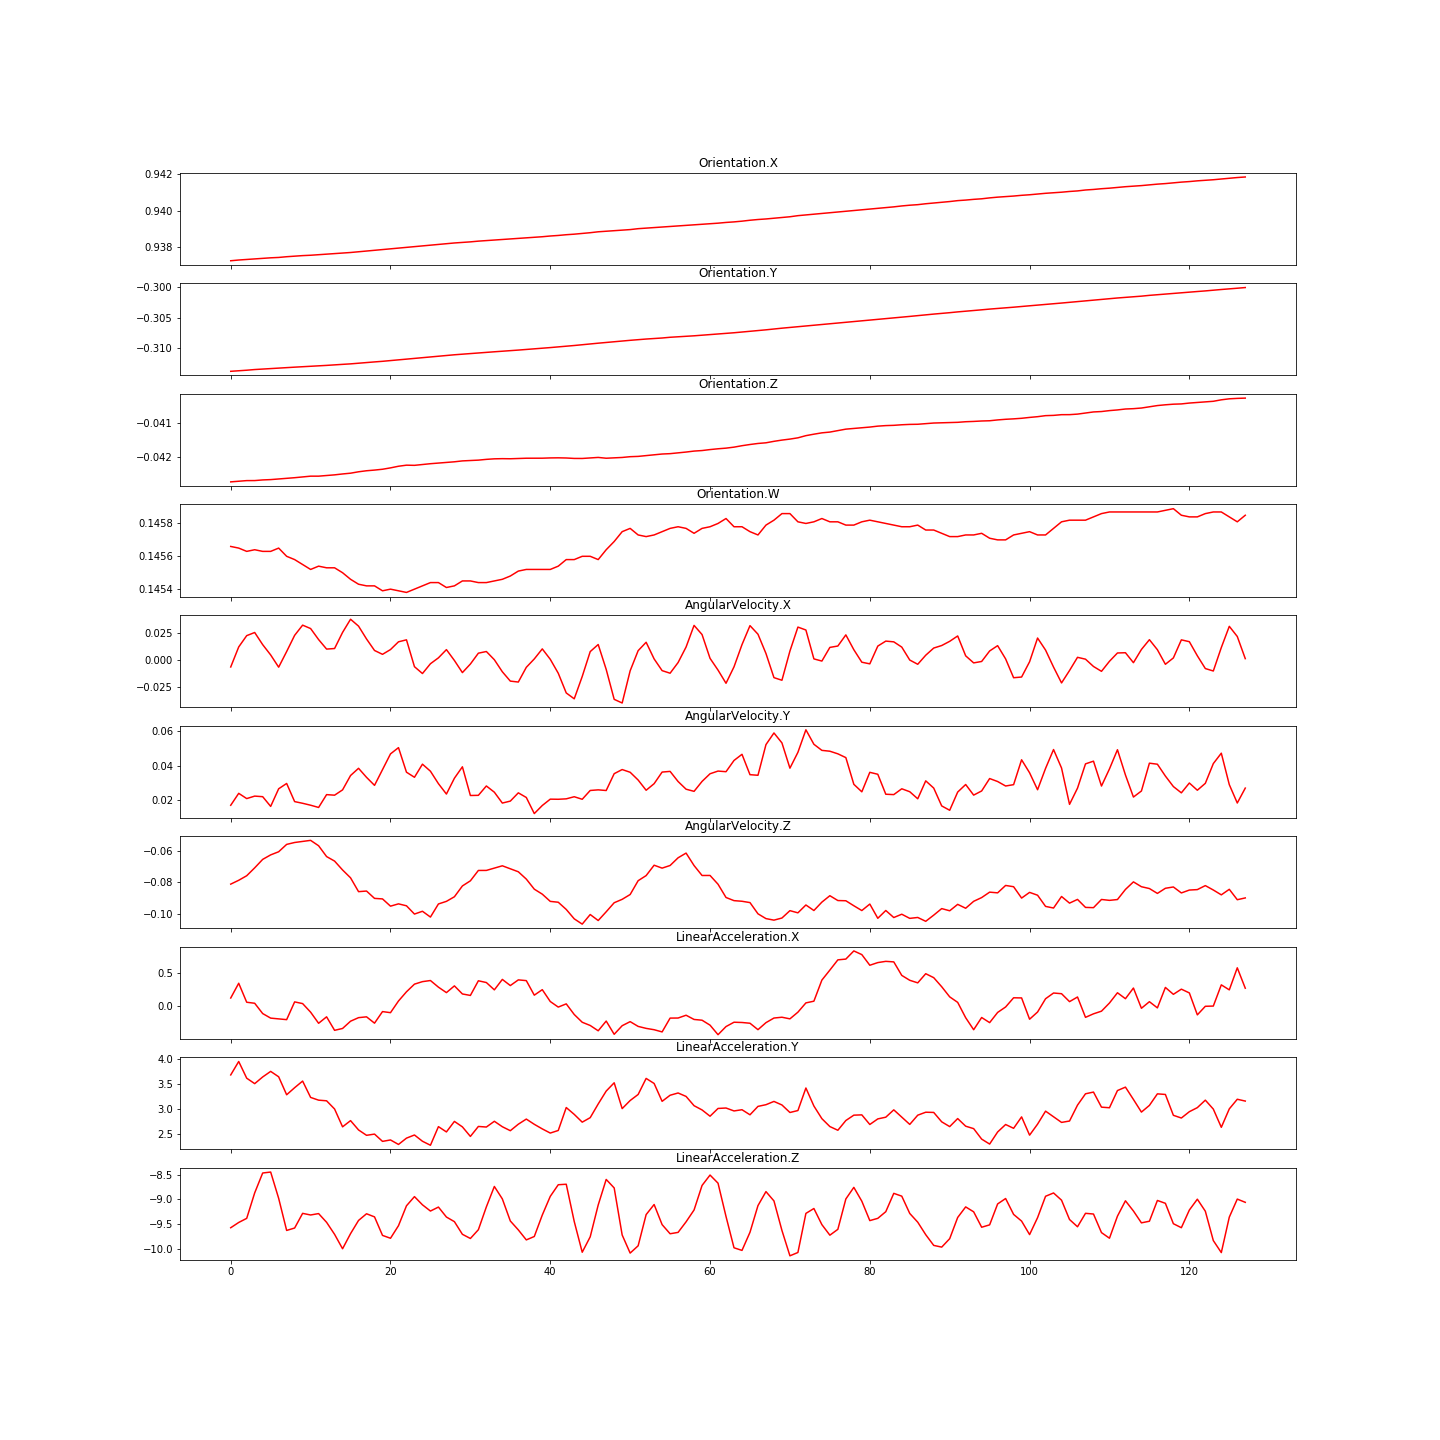 Orientation.X
0.942
0.940
0.938
Orientation.Y
−0.300
−0.305
−0.310
Orientation.Z
−0.041
−0.042
Orientation.W
0.1458
0.1456
0.1454
AngularVelocity.X
0.025
0.000
−0.025
AngularVelocity.Y
0.06
0.04
0.02
AngularVelocity.Z
−0.06
−0.08
−0.10
LinearAcceleration.X
0.5
0.0
LinearAcceleration.Y
4.0
3.5
3.0
2.5
LinearAcceleration.Z
−8.5
−9.0
−9.5
−10.0
0 20 40 60 80 100 120